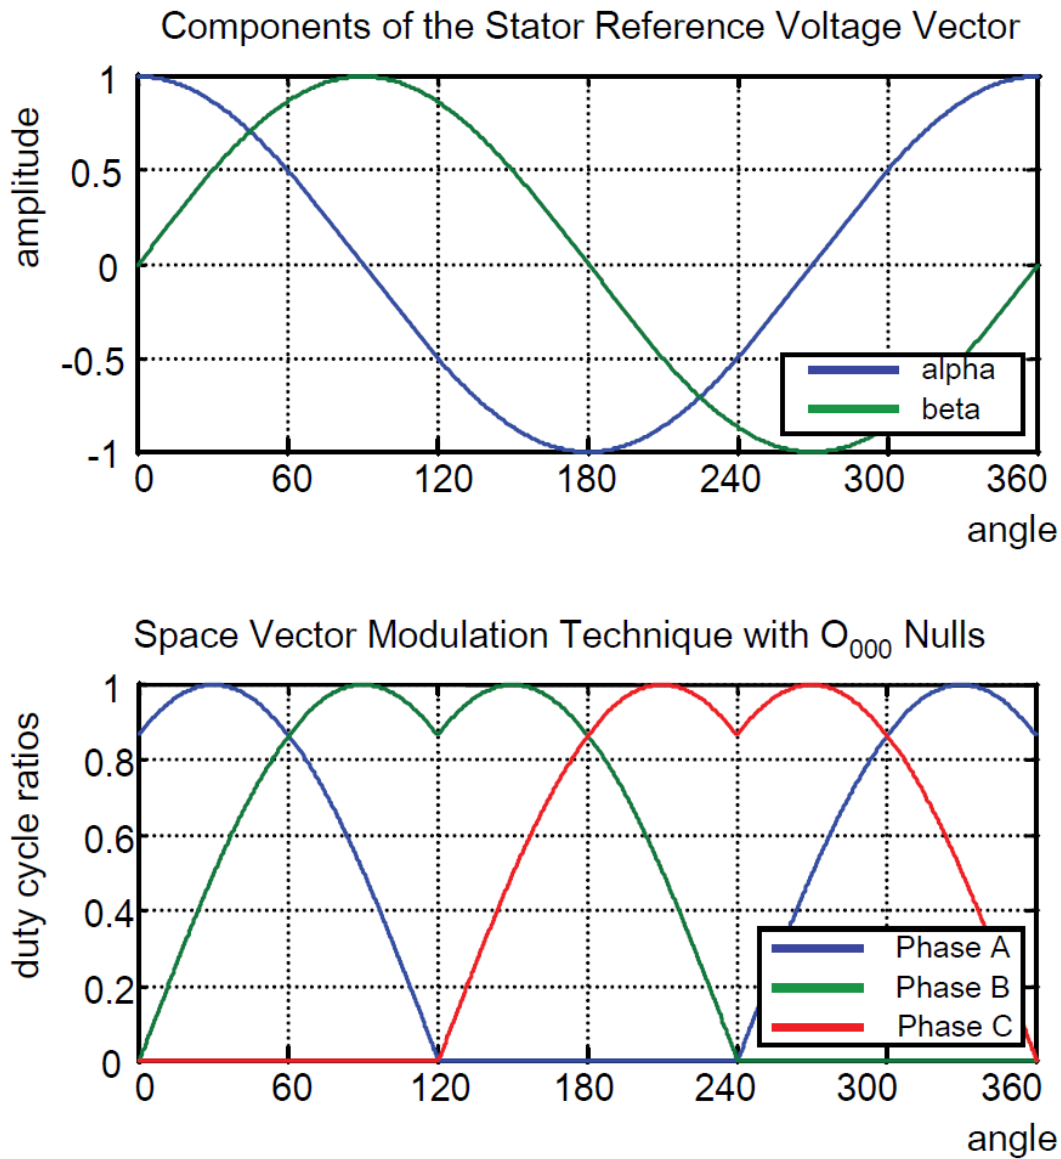 Components of the Stator Reference Voltage Vector
amplitude
1
0.5
0
-0.5
-1
alpha
beta
0 60 120 180 240 300 360
angle
Space Vector Modulation Technique with O000 Nulls
duty cycle ratios
1
0.8
0.6
0.4
0.2
0
Phase A
Phase B
Phase C
0 60 120 180 240 300 360
angle